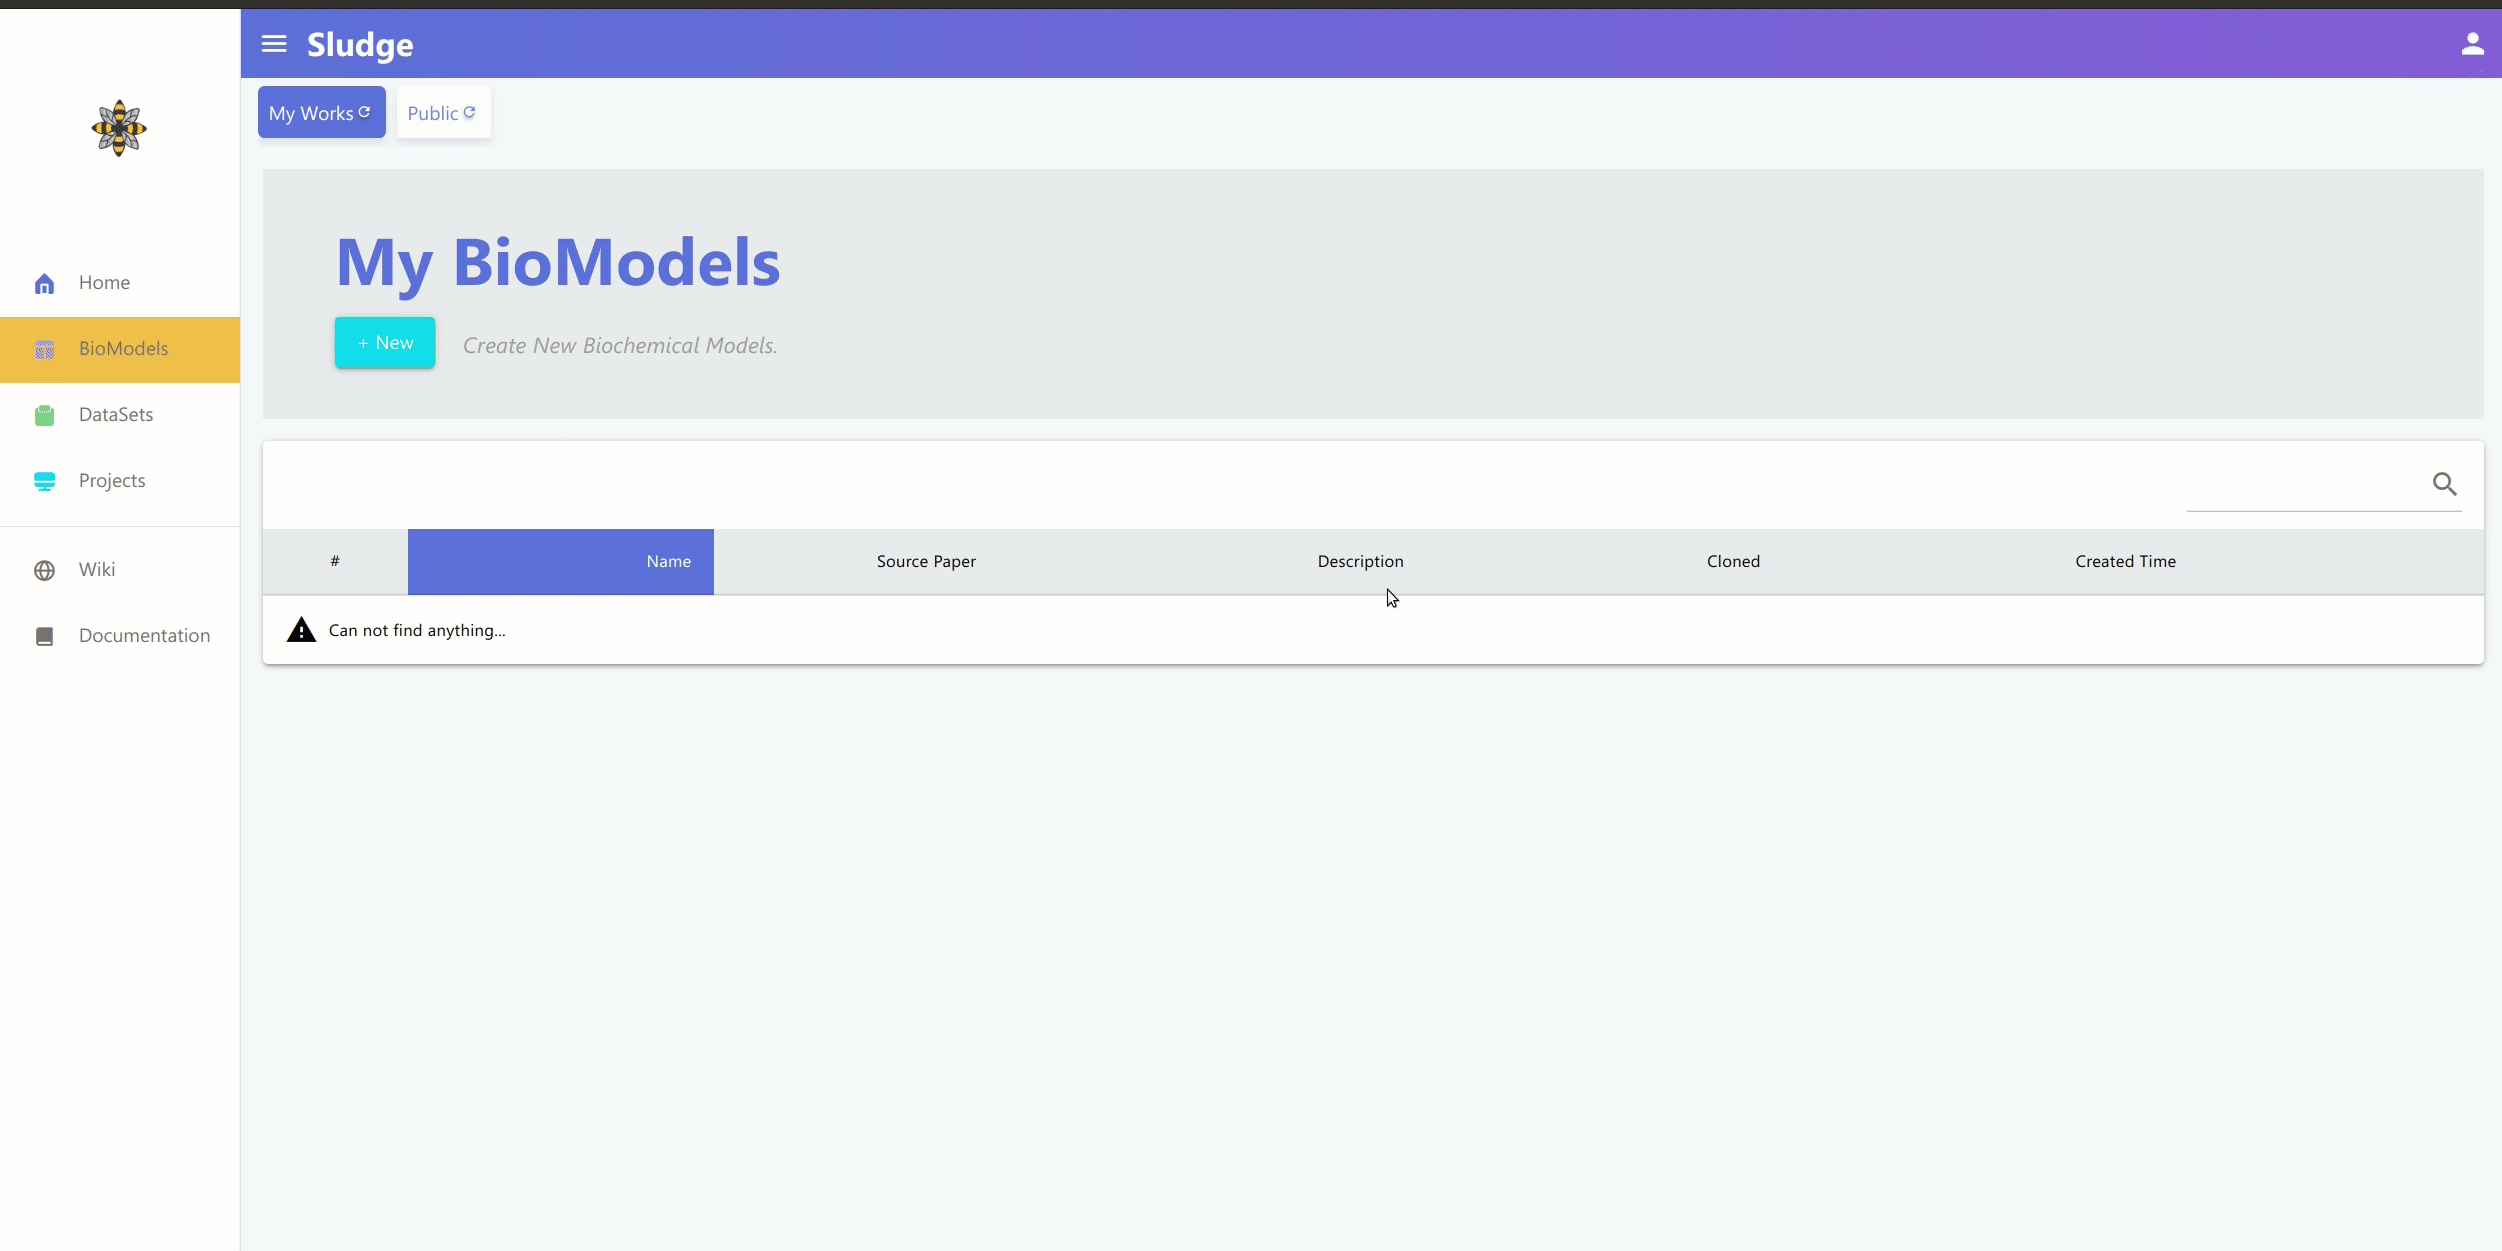 Sludge
My Works
Public
My BioModels
+ New
Create New Biochemical Models.
Home
BioModels
DataSets
Projects
Wiki
Documentation
# Name Source Paper Description Cloned Created Time
Can not find anything...